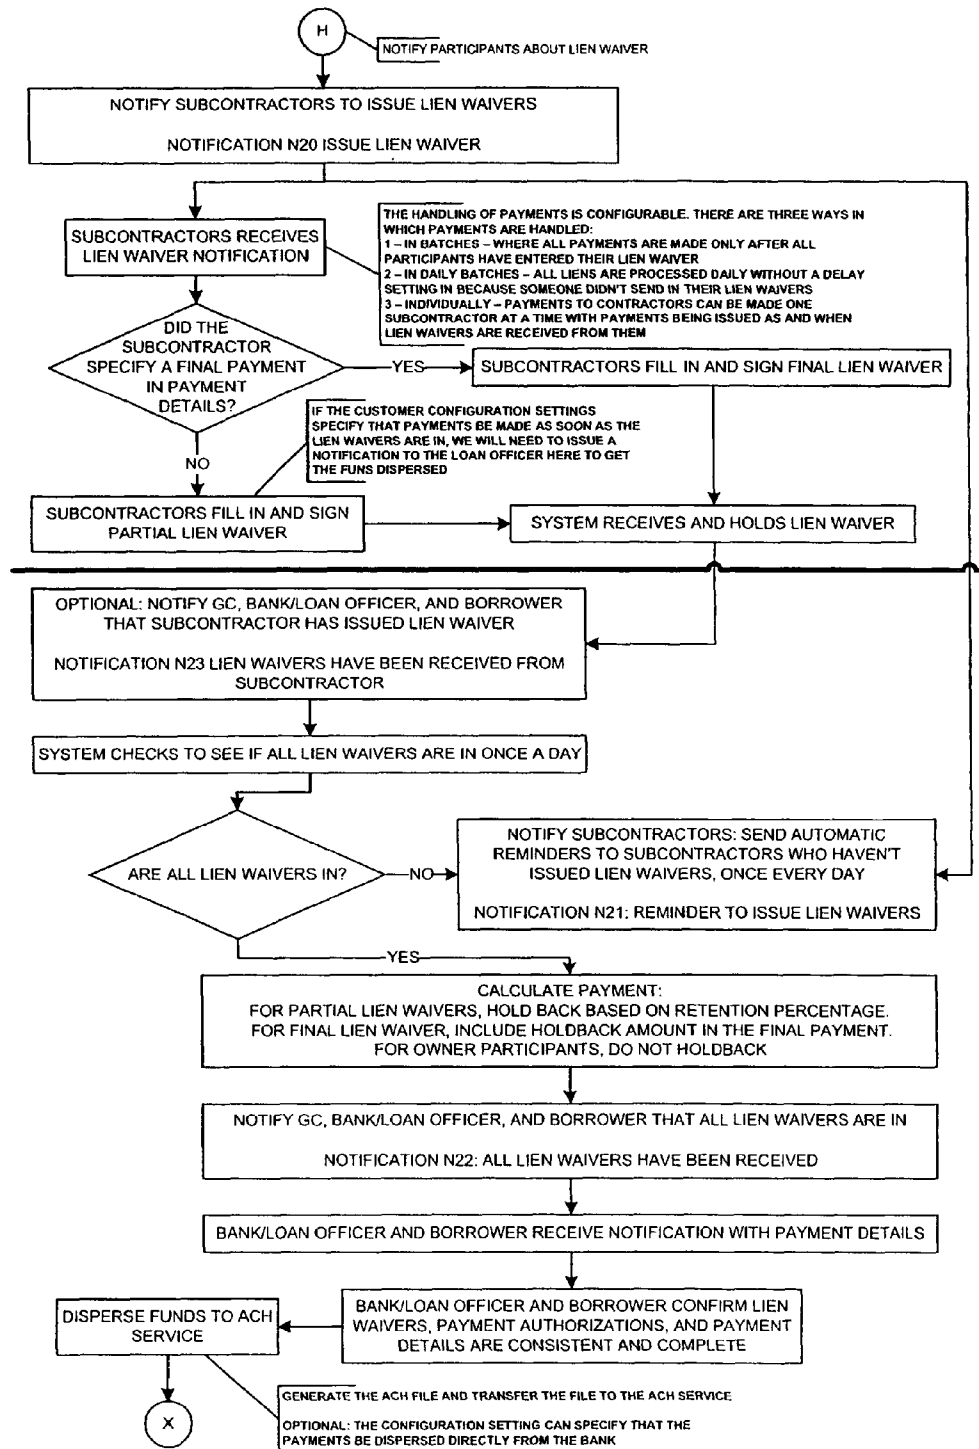 H
NOTIFY PARTICIPANTS ABOUT LIEN WAIVER
NOTIFY SUBCONTRACTORS TO ISSUE LIEN WAIVERS
NOTIFICATION N20 ISSUE LIEN WAIVER
SUBCONTRACTORS RECEIVES
LIEN WAIVER NOTIFICATION
THE HANDLING OF PAYMENTS IS CONFIGURABLE. THERE ARE THREE WAYS IN
WHICH PAYMENTS ARE HANDLED:
1 – IN BATCHES – WHERE ALL PAYMENTS ARE MADE ONLY AFTER ALL
PARTICIPANTS HAVE ENTERED THEIR LIEN WAIVER
2 – IN DAILY BATCHES – ALL LIENS ARE PROCESSED DAILY WITHOUT A DELAY
SETTING IN BECAUSE SOMEONE DIDN'T SEND IN THEIR LIEN WAIVERS
3 – INDIVIDUALLY – PAYMENTS TO CONTRACTORS CAN BE MADE ONE
SUBCONTRACTOR AT A TIME WITH PAYMENTS BEING ISSUED AS AND WHEN
LIEN WAIVERS ARE RECEIVED FROM THEM
DID THE
SUBCONTRACTOR
SPECIFY A FINAL PAYMENT
IN PAYMENT
DETAILS?
YES
SUBCONTRACTORS FILL IN AND SIGN FINAL LIEN WAIVER
IF THE CUSTOMER CONFIGURATION SETTINGS
SPECIFY THAT PAYMENTS BE MADE AS SOON AS THE
LIEN WAIVERS ARE IN, WE WILL NEED TO ISSUE A
NOTIFICATION TO THE LOAN OFFICER HERE TO GET
THE FUNS DISPERSED
NO
SUBCONTRACTORS FILL IN AND SIGN
PARTIAL LIEN WAIVER
SYSTEM RECEIVES AND HOLDS LIEN WAIVER
OPTIONAL: NOTIFY GC, BANK/LOAN OFFICER, AND BORROWER
THAT SUBCONTRACTOR HAS ISSUED LIEN WAIVER
NOTIFICATION N23 LIEN WAIVERS HAVE BEEN RECEIVED FROM
SUBCONTRACTOR
SYSTEM CHECKS TO SEE IF ALL LIEN WAIVERS ARE IN ONCE A DAY
ARE ALL LIEN WAIVERS IN?
NO
NOTIFY SUBCONTRACTORS: SEND AUTOMATIC
REMINDERS TO SUBCONTRACTORS WHO HAVEN'T
ISSUED LIEN WAIVERS, ONCE EVERY DAY
NOTIFICATION N21: REMINDER TO ISSUE LIEN WAIVERS
YES
CALCULATE PAYMENT:
FOR PARTIAL LIEN WAIVERS, HOLD BACK BASED ON RETENTION PERCENTAGE.
FOR FINAL LIEN WAIVER, INCLUDE HOLDBACK AMOUNT IN THE FINAL PAYMENT.
FOR OWNER PARTICIPANTS, DO NOT HOLDBACK
NOTIFY GC, BANK/LOAN OFFICER, AND BORROWER THAT ALL LIEN WAIVERS ARE IN
NOTIFICATION N22: ALL LIEN WAIVERS HAVE BEEN RECEIVED
BANK/LOAN OFFICER AND BORROWER RECEIVE NOTIFICATION WITH PAYMENT DETAILS
BANK/LOAN OFFICER AND BORROWER CONFIRM LIEN
WAIVERS, PAYMENT AUTHORIZATIONS, AND PAYMENT
DETAILS ARE CONSISTENT AND COMPLETE
DISPERSE FUNDS TO ACH
SERVICE
GENERATE THE ACH FILE AND TRANSFER THE FILE TO THE ACH SERVICE
OPTIONAL: THE CONFIGURATION SETTING CAN SPECIFY THAT THE
PAYMENTS BE DISPERSED DIRECTLY FROM THE BANK
X